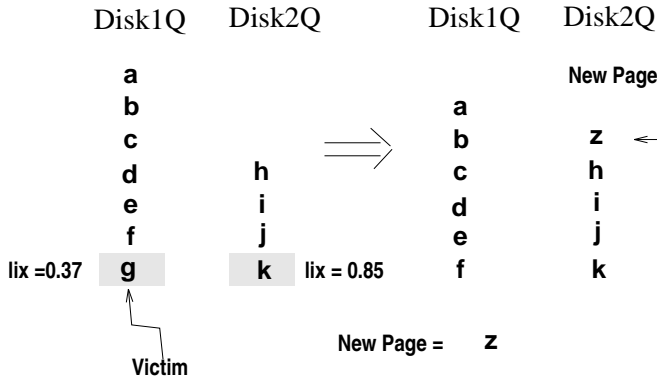 Disk1Q Disk2Q Disk1Q Disk2Q
a New Page
b a
c b z
d h c h
e i d i
f j e j
lix =0.37 g k lix = 0.85 f k
New Page = z
Victim